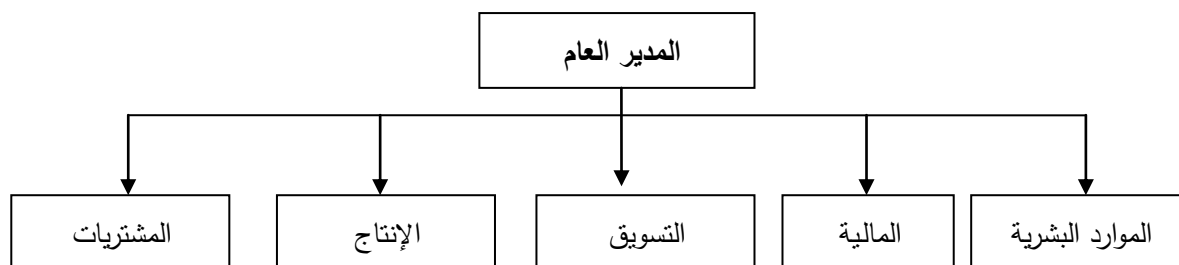 المدير العام
الموارد البشرية
المالية
التسويق
الإنتاج
المشتريات